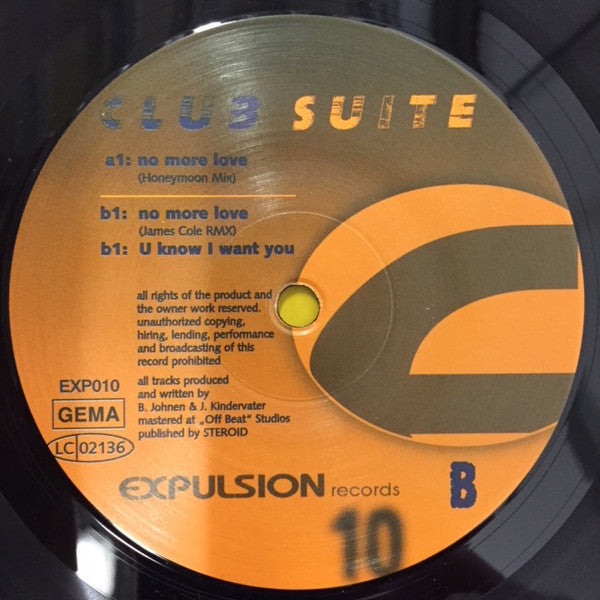 CLUB SUITE
a1: no more love
(Honeymoon Mix)
b1: no more love
(James Cole RMX)
b1: U know I want you
all rights of the product and
the owner work reserved.
unauthorized copying,
hiring, lending, performance
and broadcasting of this
record prohibited
EXP010
GEMA
LC 02136
all tracks produced
and written by
B. Johnen & J. Kindervater
mastered at „Off Beat“ Studios
published by STEROID
EXPULSION records
B
10